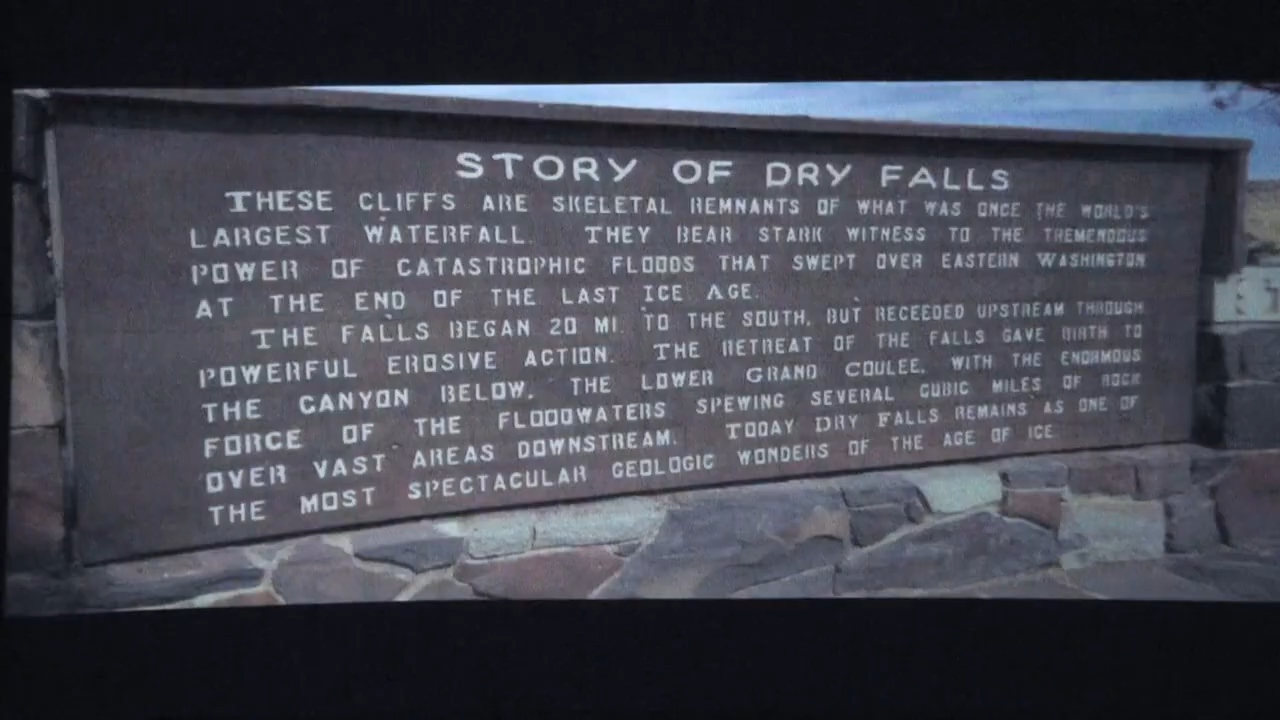 STORY OF DRY FALLS
THESE CLIFFS ARE SKELETAL REMNANTS OF WHAT WAS ONCE THE WORLD'S
LARGEST WATERFALL. THEY BEAR STARK WITNESS TO THE TREMENDOUS
POWER OF CATASTROPHIC FLOODS THAT SWEPT OVER EASTERN WASHINGTON
AT THE END OF THE LAST ICE AGE.
THE FALLS BEGAN 20 MI. TO THE SOUTH, BUT RECEEDED UPSTREAM THROUGH
POWERFUL EROSIVE ACTION. THE RETREAT OF THE FALLS GAVE BIRTH TO
THE CANYON BELOW, THE LOWER GRAND COULEE, WITH THE ENORMOUS
FORCE OF THE FLOODWATERS SPEWING SEVERAL CUBIC MILES OF ROCK
OVER VAST AREAS DOWNSTREAM. TODAY DRY FALLS REMAINS AS ONE OF
THE MOST SPECTACULAR GEOLOGIC WONDERS OF THE AGE OF ICE